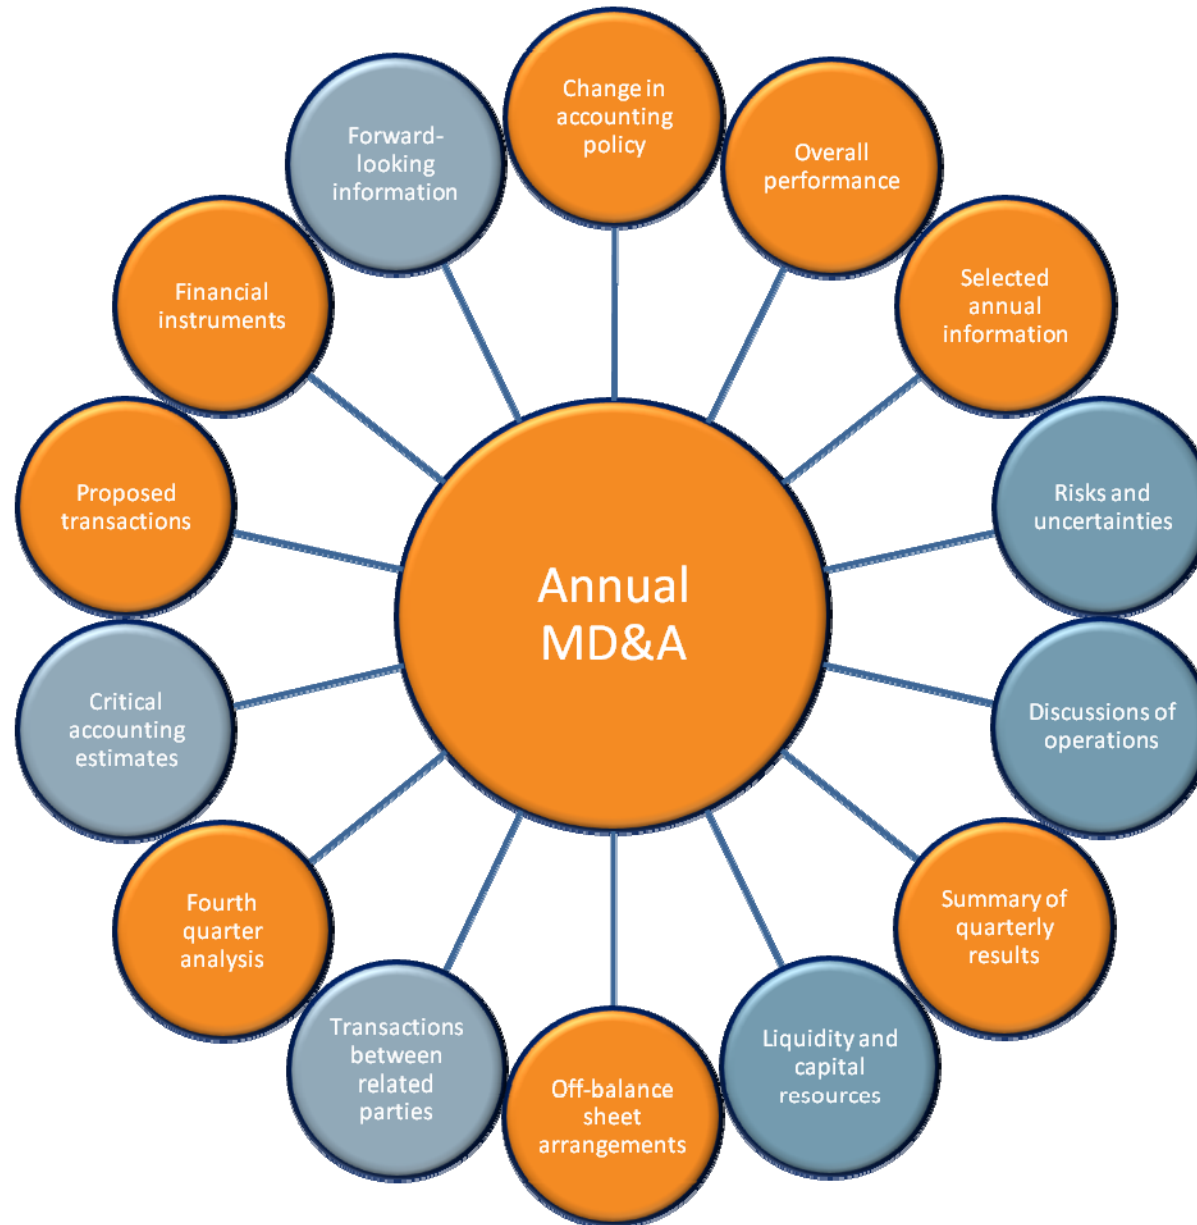 Change in
accounting
policy
Overall
performance
Selected
annual
information
Risks and
uncertainties
Discussions of
operations
Summary of
quarterly
results
Liquidity and
capital
resources
Off-balance
sheet
arrangements
Transactions
between
related
parties
Fourth
quarter
analysis
Critical
accounting
estimates
Proposed
transactions
Financial
instruments
Forward-
looking
information
Annual
MD&A